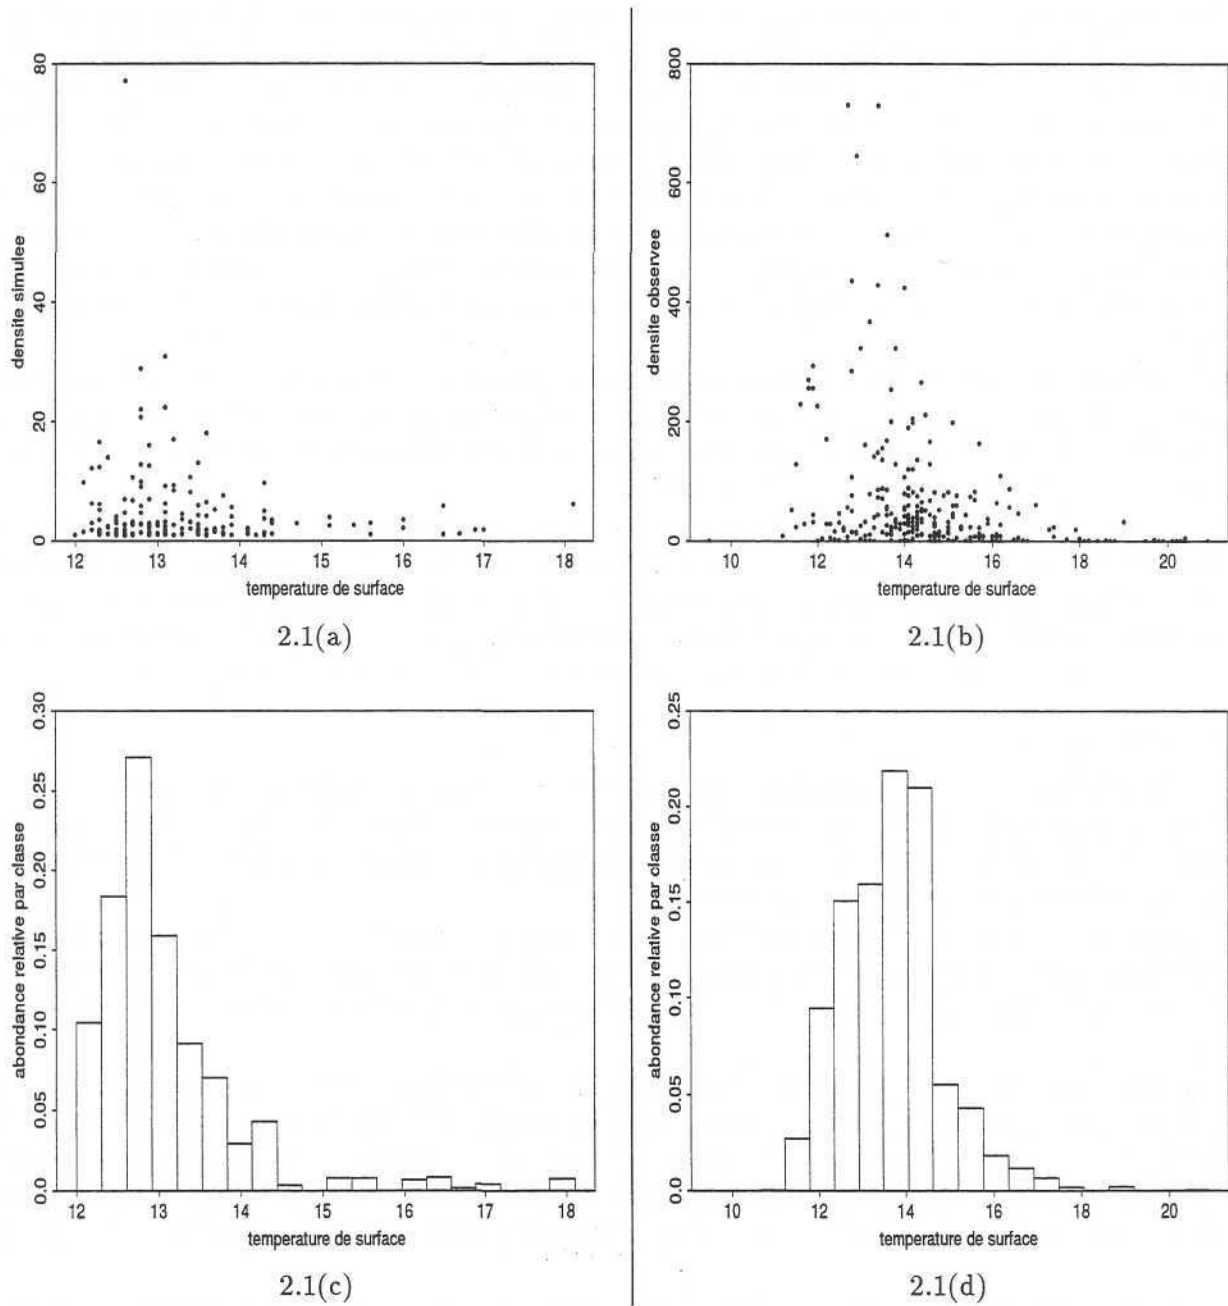 80
60
40
20
0
densite simulee
12 13 14 15 16 17 18
temperature de surface
2.1(a)
800
600
400
200
0
densite observee
10 12 14 16 18 20
temperature de surface
2.1(b)
0.30
0.25
0.20
0.15
0.10
0.05
0.0
abondance relative par classe
12 13 14 15 16 17 18
temperature de surface
2.1(c)
0.25
0.20
0.15
0.10
0.05
0.0
abondance relative par classe
10 12 14 16 18 20
temperature de surface
2.1(d)